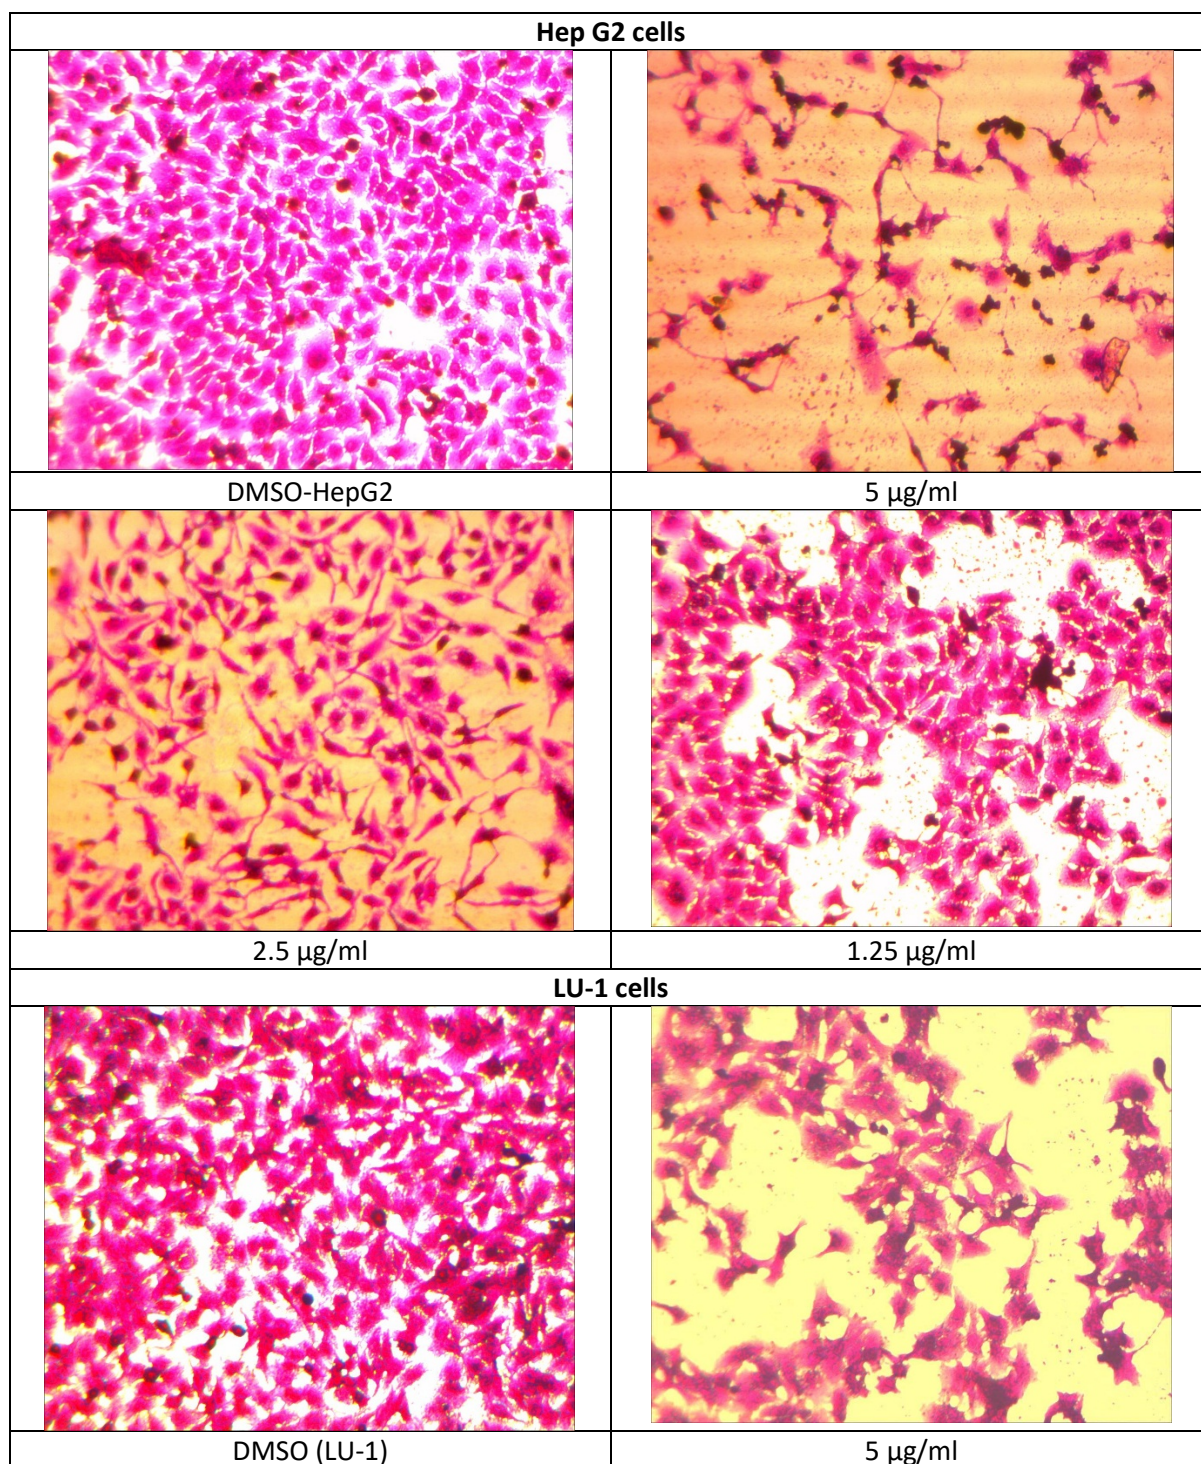 Hep G2 cells
DMSO-HepG2
5 µg/ml
2.5 µg/ml
1.25 µg/ml
LU-1 cells
DMSO (LU-1)
5 µg/ml